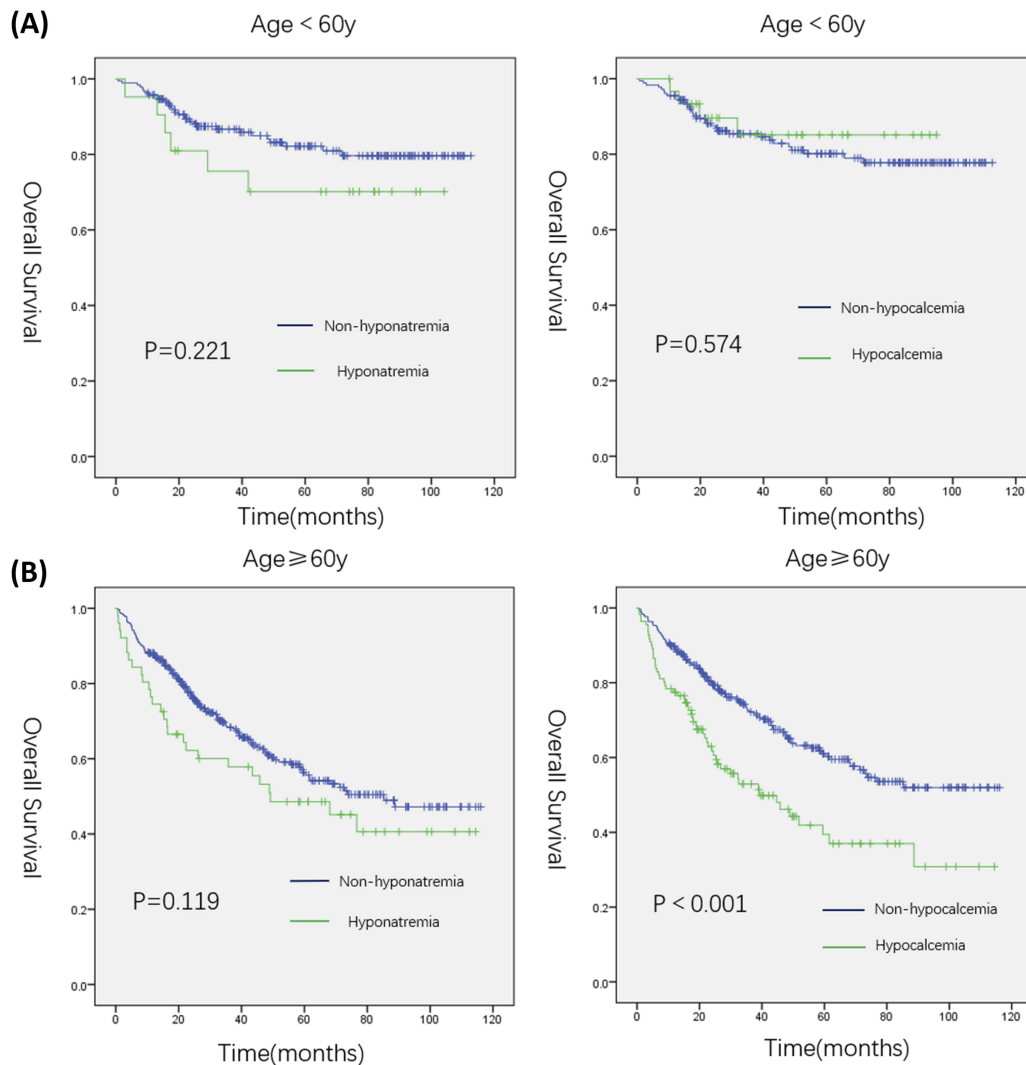 (A)
Age < 60y
Overall Survival
1.0
0.8
0.6
0.4
0.2
0.0
Non-hyponatremia
Hyponatremia
P=0.221
0 20 40 60 80 100 120
Time(months)
Age < 60y
Overall Survival
1.0
0.8
0.6
0.4
0.2
0.0
Non-hypocalcemia
Hypocalcemia
P=0.574
0 20 40 60 80 100 120
Time(months)
(B)
Age≥60y
Overall Survival
1.0
0.8
0.6
0.4
0.2
0.0
Non-hyponatremia
Hyponatremia
P=0.119
0 20 40 60 80 100 120
Time(months)
Age≥60y
Overall Survival
1.0
0.8
0.6
0.4
0.2
0.0
P < 0.001
Non-hypocalcemia
Hypocalcemia
0 20 40 60 80 100 120
Time(months)